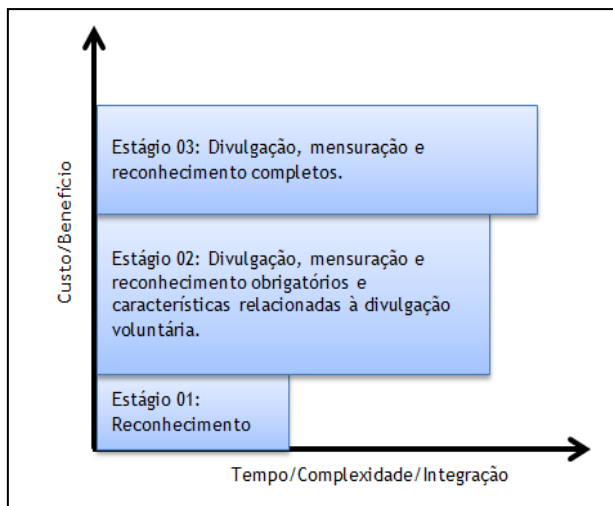 Custo/Benefício
Estágio 03: Divulgação, mensuração e
reconhecimento completos.
Estágio 02: Divulgação, mensuração e
reconhecimento obrigatórios e
características relacionadas à divulgação
voluntária.
Estágio 01:
Reconhecimento
Tempo/Complexidade/Integração